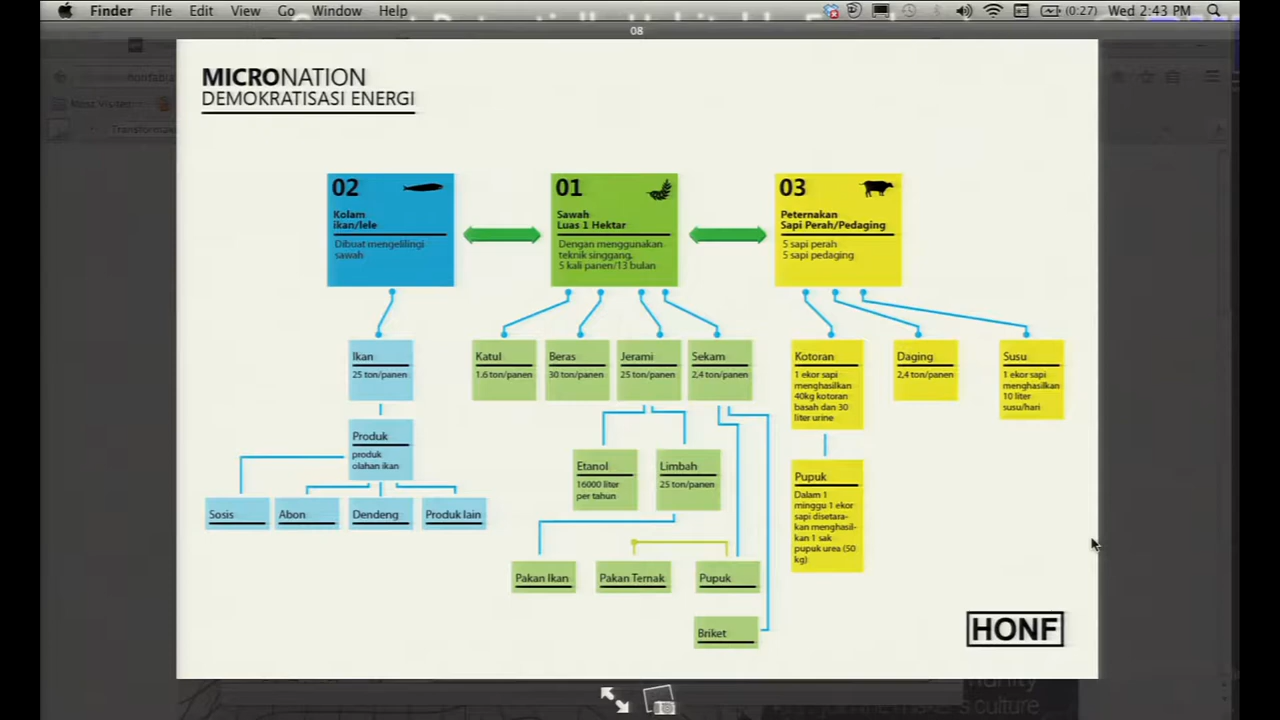 Finder File Edit View Go Window Help (0:27) Wed 2:43 PM
08
Most Visited
MICRONATION
DEMOKRATISASI ENERGI
02
Kolam
ikan/lele
Dibuat mengelilingi
sawah
01
Sawah
Luas 1 Hektar
Dengan menggunakan
teknik singgang,
5 kali panen/13 bulan
03
Peternakan
Sapi Perah/Pedaging
5 sapi perah
5 sapi pedaging
Ikan
25 ton/panen
Katul
1.6 ton/panen
Beras
30 ton/panen
Jerami
25 ton/panen
Sekam
2,4 ton/panen
Kotoran
1 ekor sapi
menghasilkan
40kg kotoran
basah dan 30
liter urine
Daging
2,4 ton/panen
Susu
1 ekor sapi
menghasilkan
10 liter
susu/hari
Produk
produk
olahan ikan
Etanol
16000 liter
per tahun
Limbah
25 ton/panen
Pupuk
Dalam 1
minggu 1 ekor
sapi disetara-
kan menghasil-
kan 1 sak
pupuk urea (50
kg)
Sosis
Abon
Dendeng
Produk lain
Pakan Ikan
Pakan Ternak
Pupuk
Briket
HONF
culture